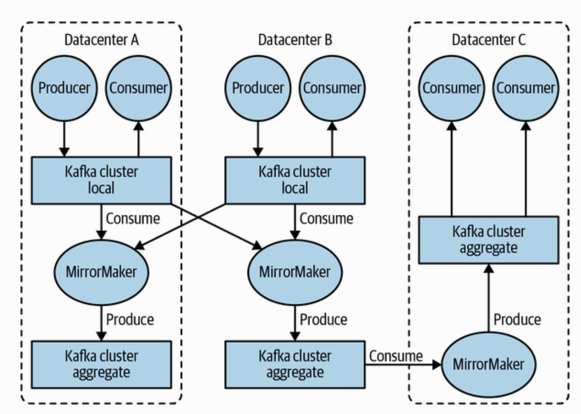 Datacenter A
Datacenter B
Datacenter C
Producer
Consumer
Producer
Consumer
Consumer
Consumer
Kafka cluster
local
Kafka cluster
local
Kafka cluster
aggregate
Consume
Consume
MirrorMaker
MirrorMaker
Produce
Produce
Produce
Kafka cluster
aggregate
Kafka cluster
aggregate
Consume
MirrorMaker